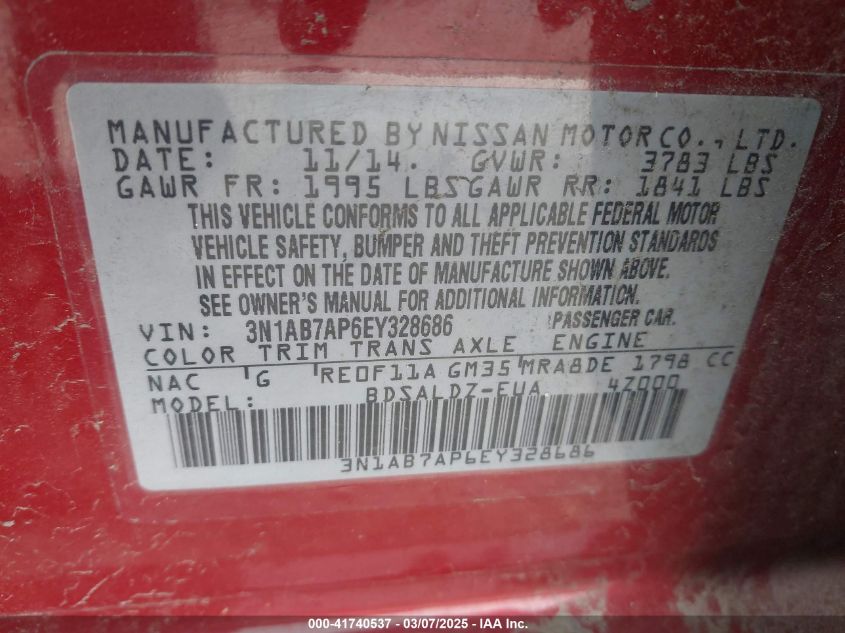 MANUFACTURED BY NISSAN MOTOR CO., LTD.
DATE: 11/14. GVWR: 3783 LBS
GAWR FR: 1995 LBS GAWR RR: 1841 LBS
THIS VEHICLE CONFORMS TO ALL APPLICABLE FEDERAL MOTOR
VEHICLE SAFETY, BUMPER AND THEFT PREVENTION STANDARDS
IN EFFECT ON THE DATE OF MANUFACTURE SHOWN ABOVE.
SEE OWNER'S MANUAL FOR ADDITIONAL INFORMATION.
VIN: 3N1AB7AP6EY328686 PASSENGER CAR.
COLOR TRIM TRANS AXLE ENGINE
NAC G RE0F11A GM35 MRA8DE 1798 CC
MODEL: BDSALDZ-EUA 4Z000
3N1AB7AP6EY328686
000-41740537 - 03/07/2025 - IAA Inc.